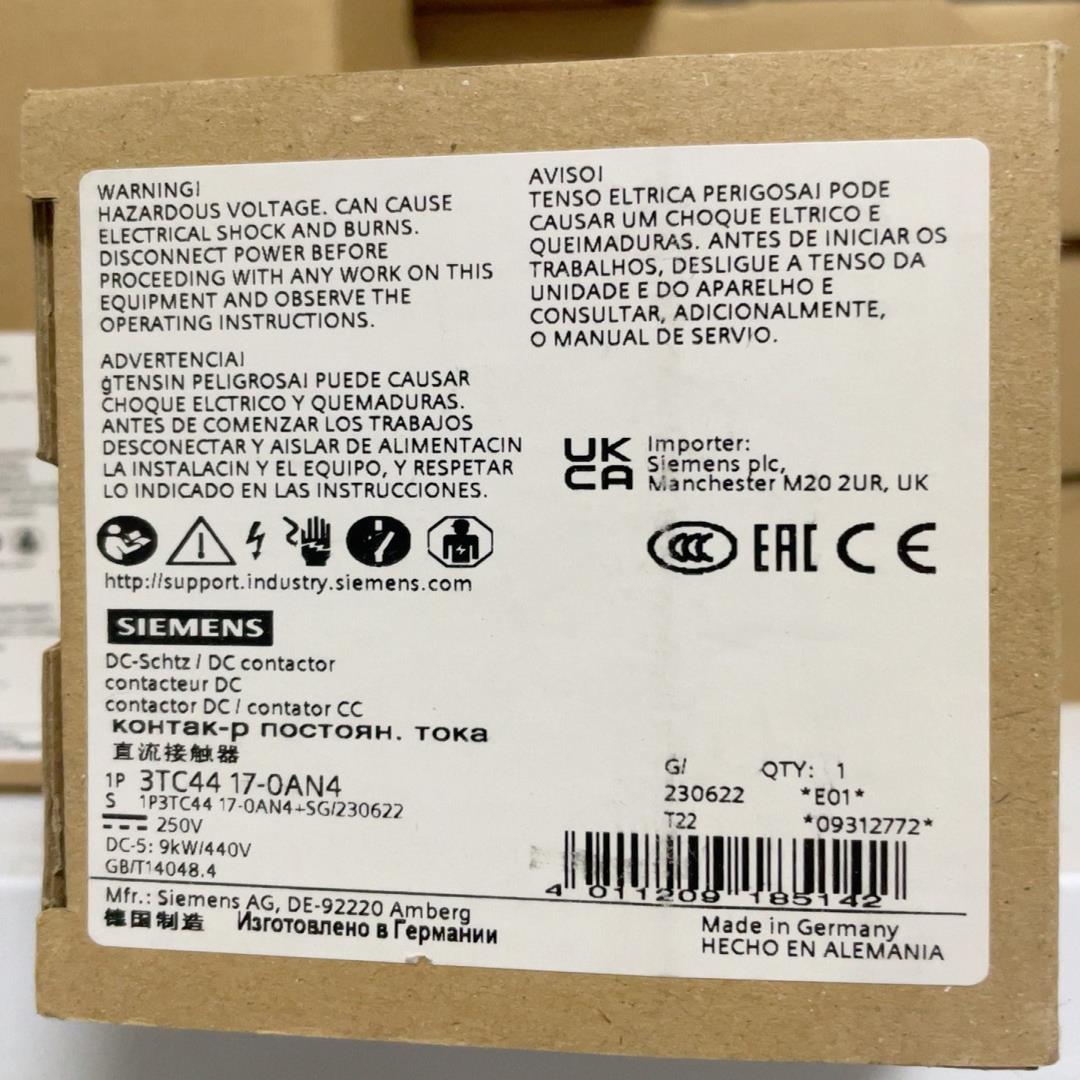 WARNING!
HAZARDOUS VOLTAGE. CAN CAUSE
ELECTRICAL SHOCK AND BURNS.
DISCONNECT POWER BEFORE
PROCEEDING WITH ANY WORK ON THIS
EQUIPMENT AND OBSERVE THE
OPERATING INSTRUCTIONS.
ADVERTENCIA!
ġTENSIN PELIGROSA! PUEDE CAUSAR
CHOQUE ELCTRICO Y QUEMADURAS.
ANTES DE COMENZAR LOS TRABAJOS
DESCONECTAR Y AISLAR DE ALIMENTACIN
LA INSTALACIN Y EL EQUIPO, Y RESPETAR
LO INDICADO EN LAS INSTRUCCIONES.
AVISO!
TENSO ELTRICA PERIGOSA! PODE
CAUSAR UM CHOQUE ELTRICO E
QUEIMADURAS. ANTES DE INICIAR OS
TRABALHOS, DESLIGUE A TENSO DA
UNIDADE E DO APARELHO E
CONSULTAR, ADICIONALMENTE,
O MANUAL DE SERVIO.
UK
CA
Importer:
Siemens plc,
Manchester M20 2UR, UK
CCC EAC CE
http://support.industry.siemens.com
SIEMENS
DC-Schtz / DC contactor
contacteur DC
contactor DC / contator CC
контак-р постоян. тока
直流接触器
1P 3TC44 17-0AN4
S 1P3TC44 17-0AN4+SG/230622
250V
DC-5: 9kW/440V
GB/T14048.4
G/ QTY: 1
230622 *E01*
T22 *09312772*
4 011209 185142
Mfr.: Siemens AG, DE-92220 Amberg
德国制造 Изготовлено в Германии
Made in Germany
HECHO EN ALEMANIA